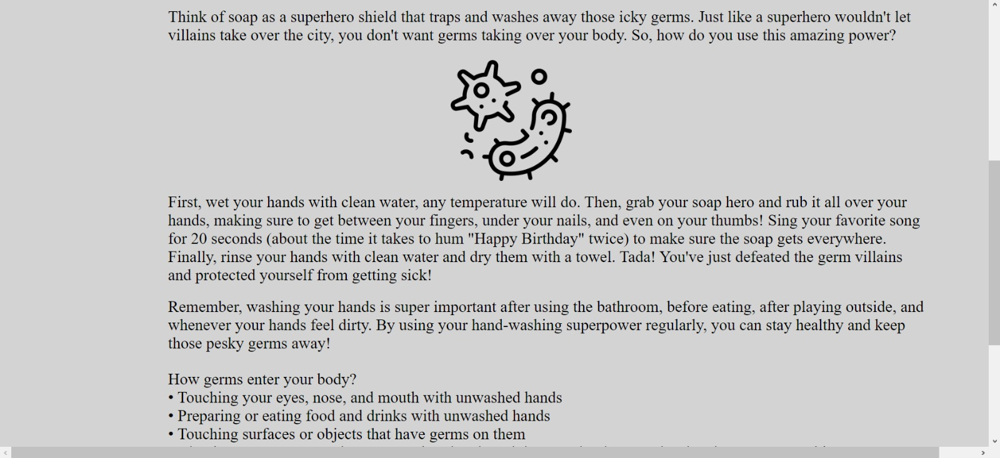 Think of soap as a superhero shield that traps and washes away those icky germs. Just like a superhero wouldn't let
villains take over the city, you don't want germs taking over your body. So, how do you use this amazing power?
First, wet your hands with clean water, any temperature will do. Then, grab your soap hero and rub it all over your
hands, making sure to get between your fingers, under your nails, and even on your thumbs! Sing your favorite song
for 20 seconds (about the time it takes to hum "Happy Birthday" twice) to make sure the soap gets everywhere.
Finally, rinse your hands with clean water and dry them with a towel. Tada! You've just defeated the germ villains
and protected yourself from getting sick!
Remember, washing your hands is super important after using the bathroom, before eating, after playing outside, and
whenever your hands feel dirty. By using your hand-washing superpower regularly, you can stay healthy and keep
those pesky germs away!
How germs enter your body?
• Touching your eyes, nose, and mouth with unwashed hands
• Preparing or eating food and drinks with unwashed hands
• Touching surfaces or objects that have germs on them